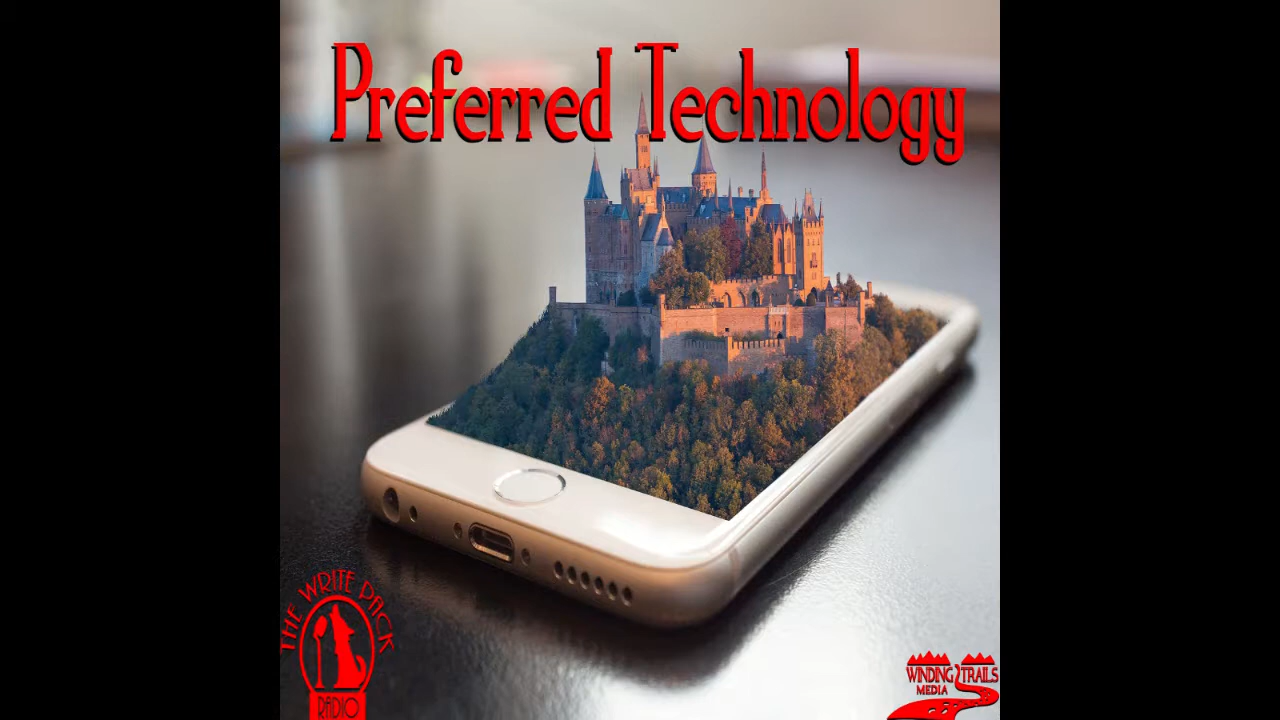 Preferred Technology
THE WRITE PACK
RADIO
WINDING TRAILS
MEDIA